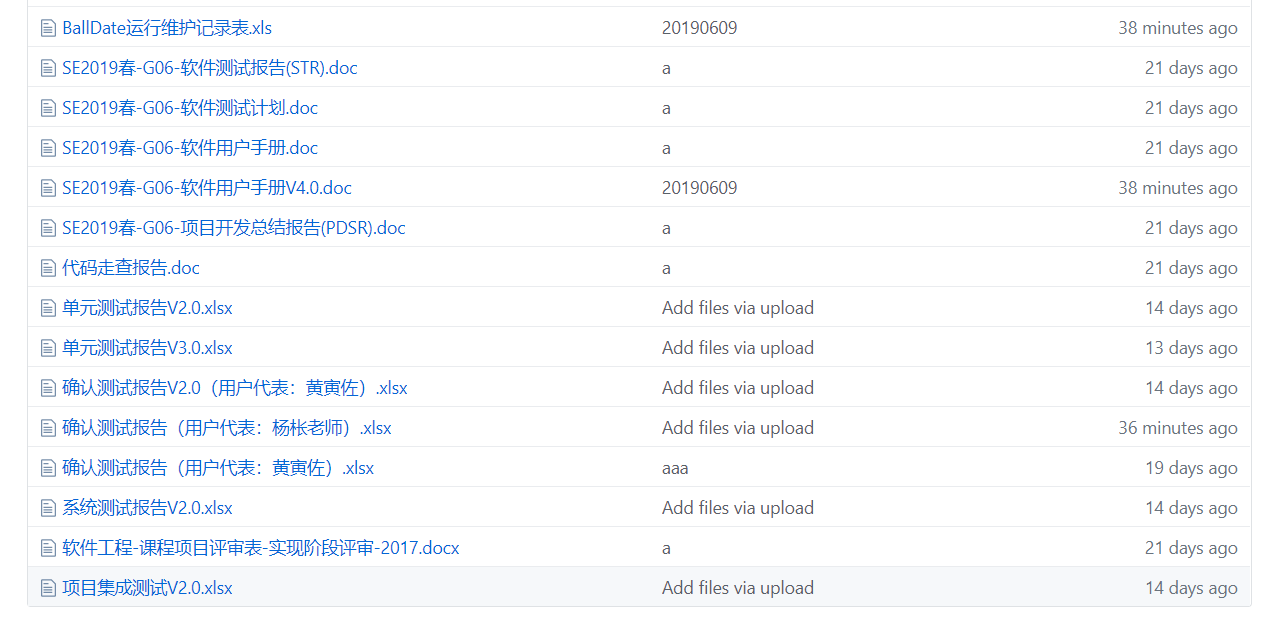 BallDate运行维护记录表.xls 20190609 38 minutes ago
SE2019春-G06-软件测试报告(STR).doc a 21 days ago
SE2019春-G06-软件测试计划.doc a 21 days ago
SE2019春-G06-软件用户手册.doc a 21 days ago
SE2019春-G06-软件用户手册V4.0.doc 20190609 38 minutes ago
SE2019春-G06-项目开发总结报告(PDSR).doc a 21 days ago
代码走查报告.doc a 21 days ago
单元测试报告V2.0.xlsx Add files via upload 14 days ago
单元测试报告V3.0.xlsx Add files via upload 13 days ago
确认测试报告V2.0（用户代表：黄寅佐）.xlsx Add files via upload 14 days ago
确认测试报告（用户代表：杨枨老师）.xlsx Add files via upload 36 minutes ago
确认测试报告（用户代表：黄寅佐）.xlsx aaa 19 days ago
系统测试报告V2.0.xlsx Add files via upload 14 days ago
软件工程-课程项目评审表-实现阶段评审-2017.docx a 21 days ago
项目集成测试V2.0.xlsx Add files via upload 14 days ago